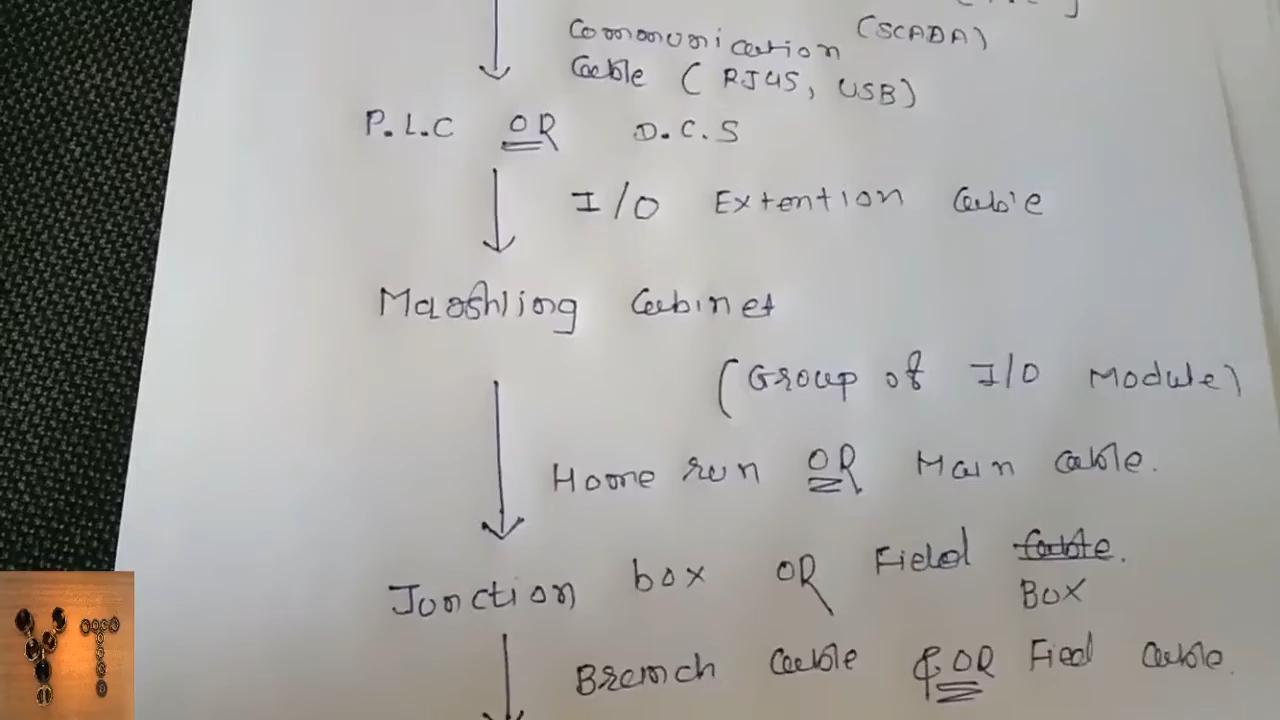 Communication (SCADA)
Cable ( RJ45, USB)
P.L.C OR D.C.S
I/O Extention Cable
Marshling Cabinet
(Group of I/O Module)
Home run OR Main cable.
Junction box OR Field cable.
Box
Branch Cable & OR Field Cable.
YT